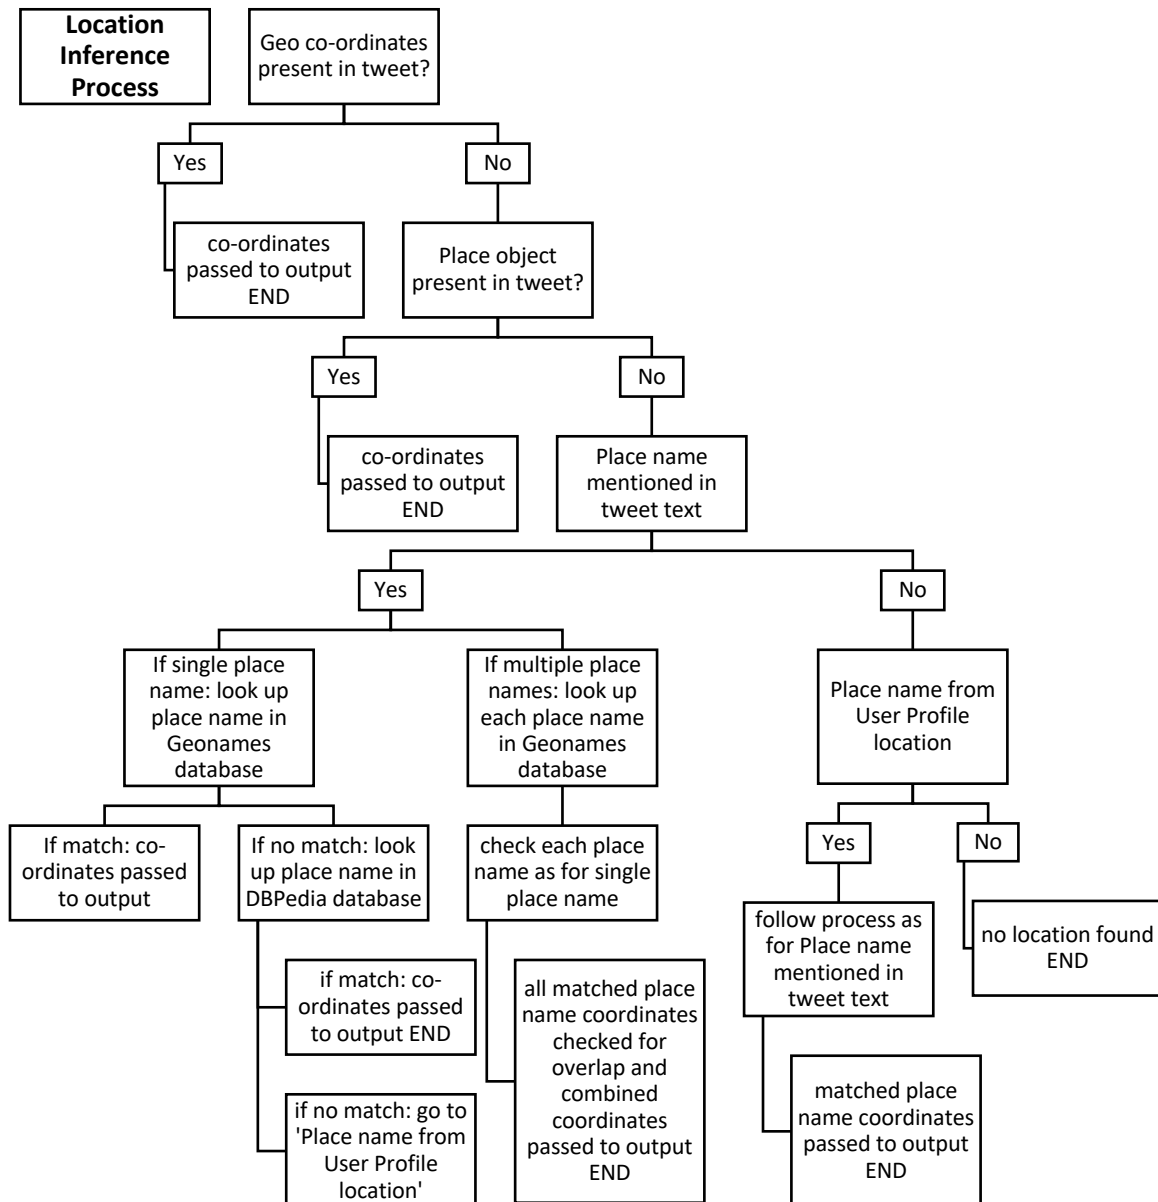 Location
Inference
Process
Geo co-ordinates
present in tweet?
Yes
No
co-ordinates
passed to output
END
Place object
present in tweet?
Yes
No
co-ordinates
passed to output
END
Place name
mentioned in
tweet text
Yes
No
If single place
name: look up
place name in
Geonames
database
If multiple place
names: look up
each place name
in Geonames
database
Place name from
User Profile
location
If match: co-
ordinates passed
to output
If no match: look
up place name in
DBPedia database
check each place
name as for single
place name
Yes
No
follow process as
for Place name
mentioned in
tweet text
no location found
END
if match: co-
ordinates passed
to output END
all matched place
name coordinates
checked for
overlap and
combined
coordinates
passed to output
END
if no match: go to
'Place name from
User Profile
location'
matched place
name coordinates
passed to output
END